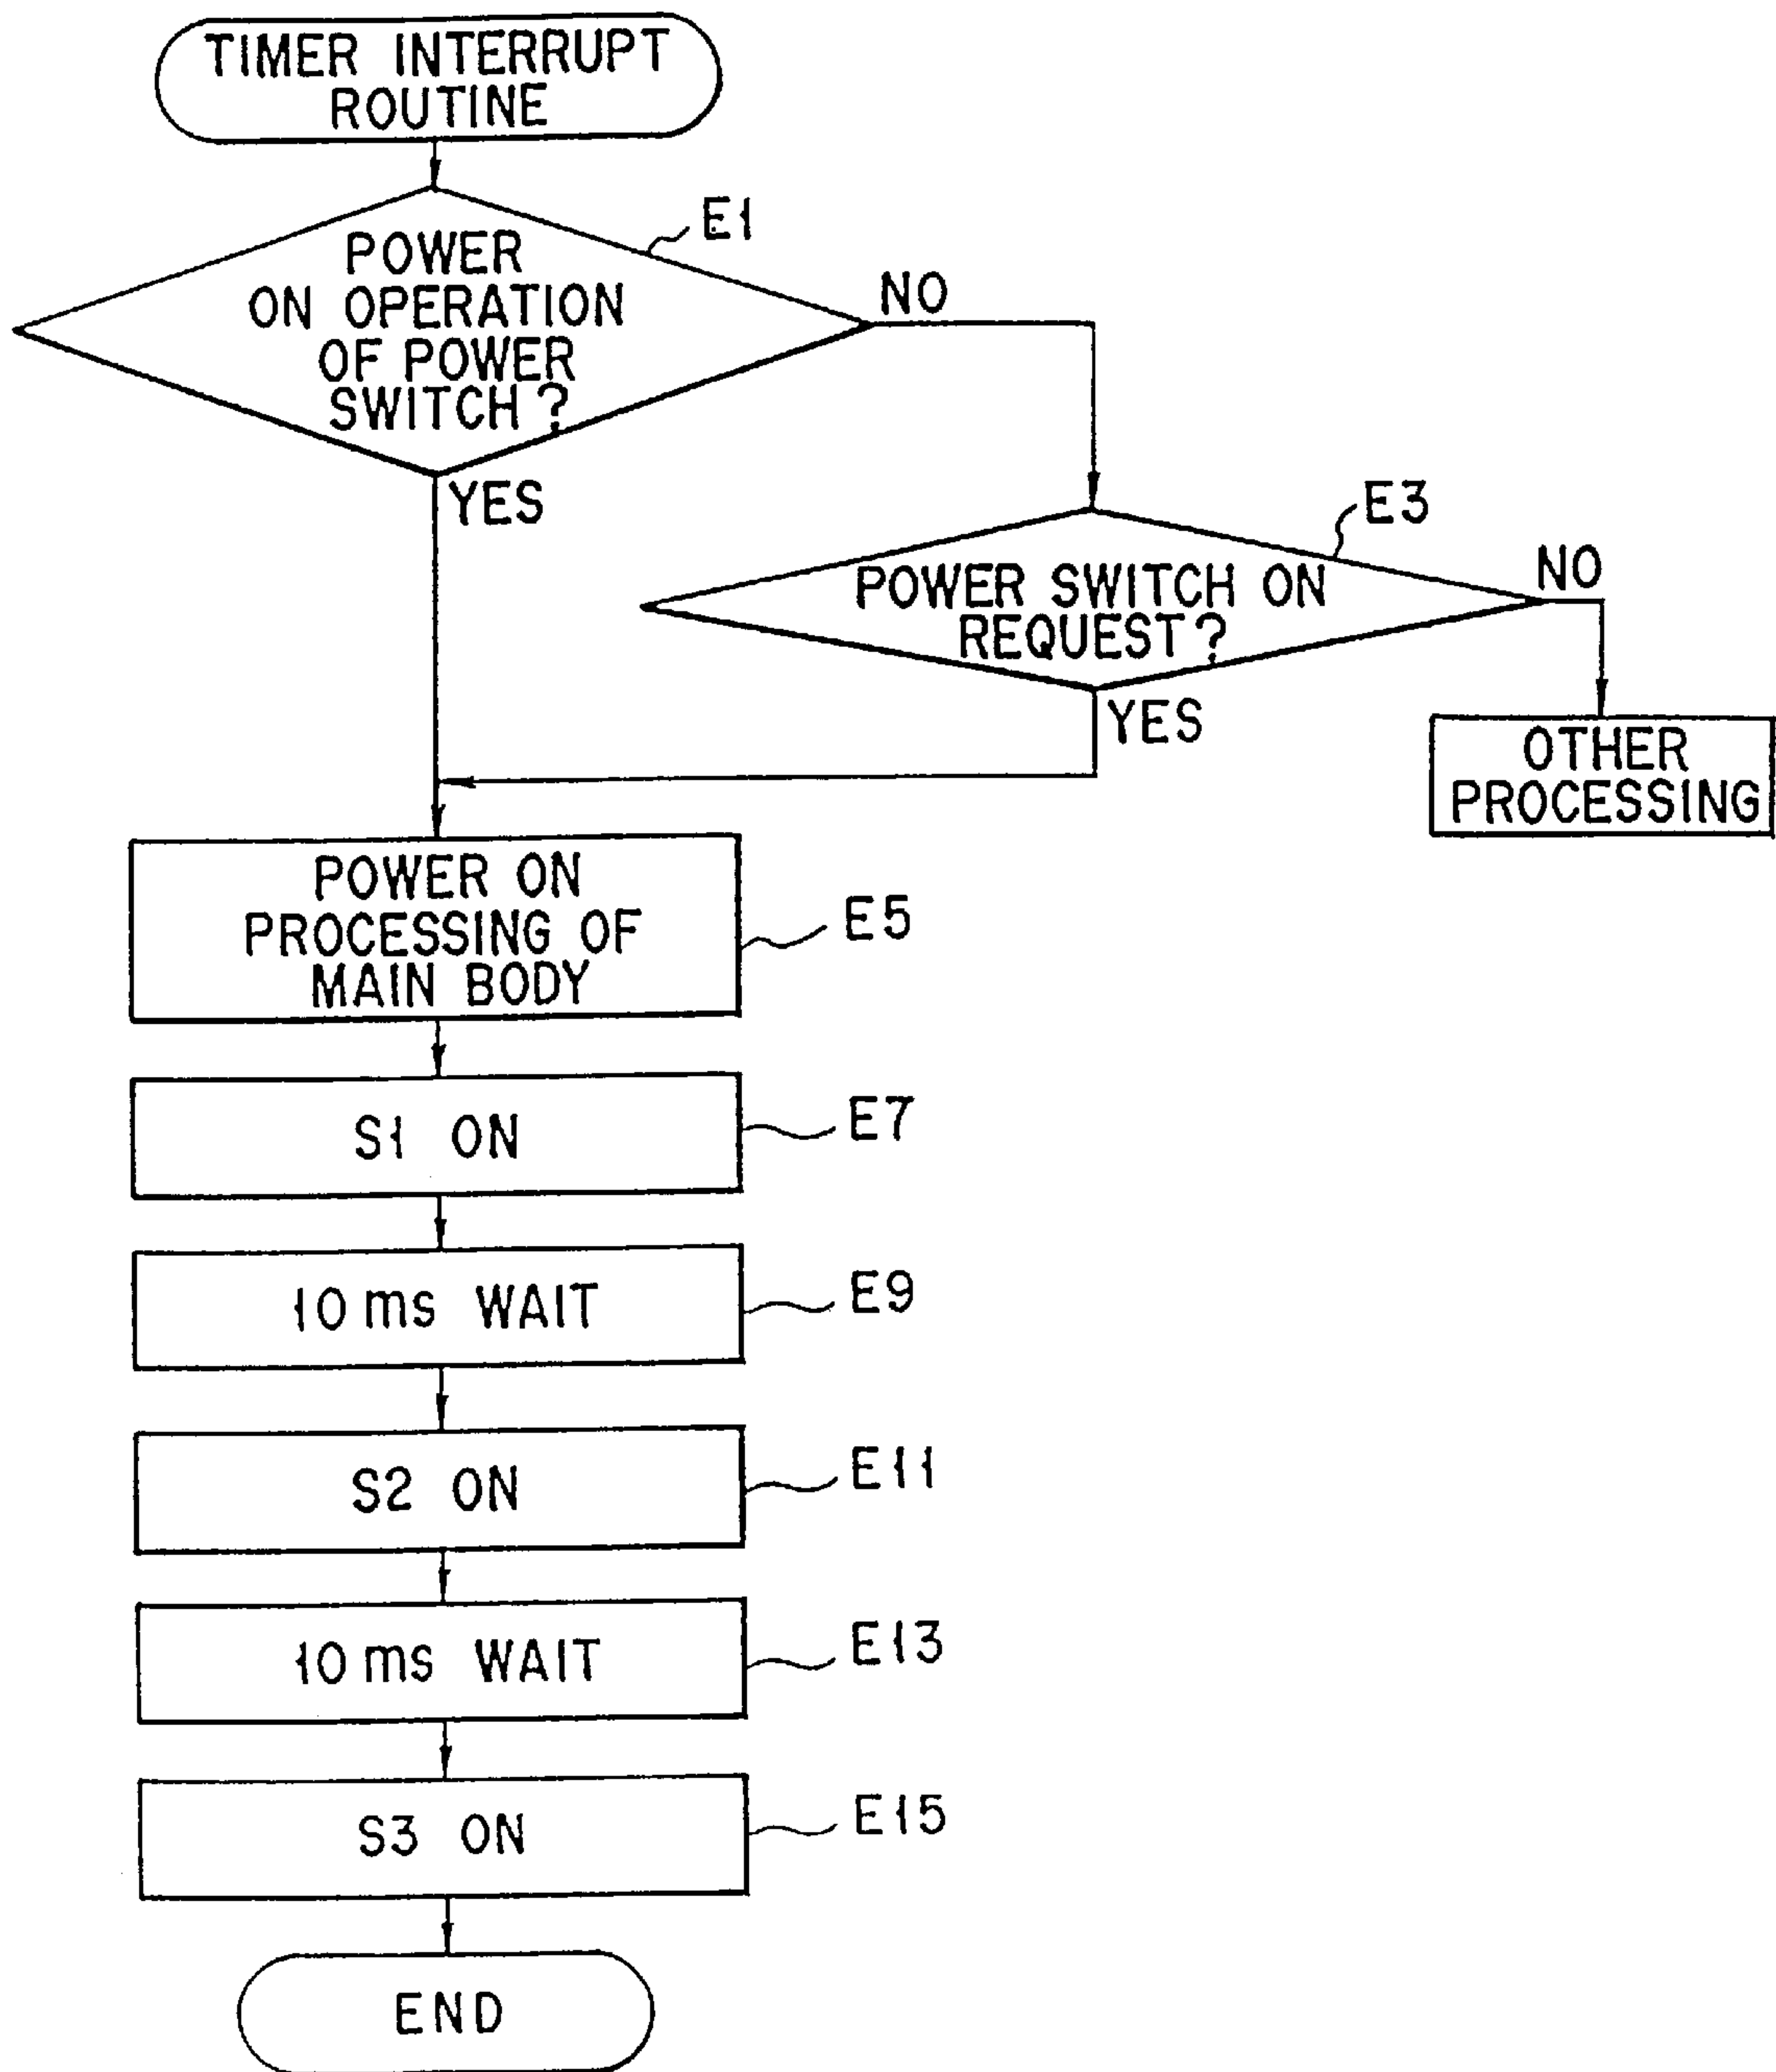 TIMER INTERRUPT
ROUTINE
E1
POWER
ON OPERATION
OF POWER
SWITCH?
NO
YES
E3
POWER SWITCH ON
REQUEST?
NO
YES
OTHER
PROCESSING
POWER ON
PROCESSING OF
MAIN BODY
E5
S1 ON
E7
10 ms WAIT
E9
S2 ON
E11
10 ms WAIT
E13
S3 ON
E15
END